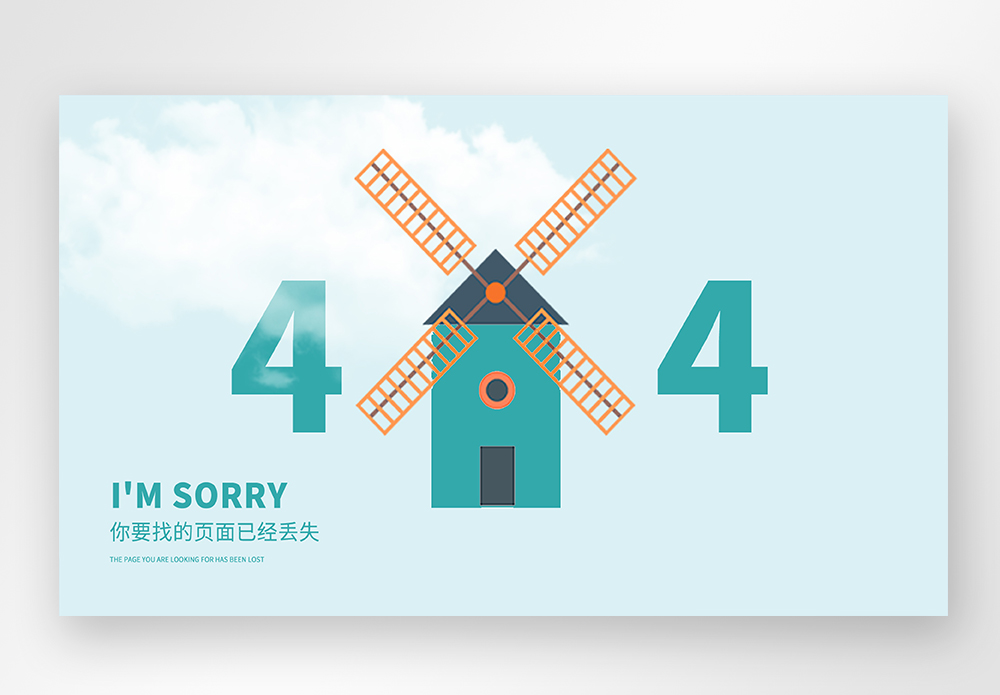 4 4
I'M SORRY
你要找的页面已经丢失
THE PAGE YOU ARE LOOKING FOR HAS BEEN LOST